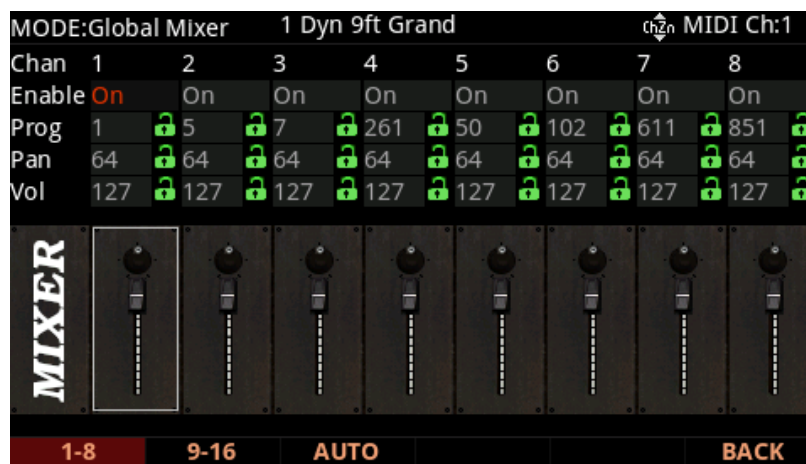 MODE:Global Mixer 1 Dyn 9ft Grand ChZn MIDI Ch:1
Chan 1 2 3 4 5 6 7 8
Enable On On On On On On On On
Prog 1 5 7 261 50 102 611 851
Pan 64 64 64 64 64 64 64 64
Vol 127 127 127 127 127 127 127 127
MIXER
1-8 9-16 AUTO BACK